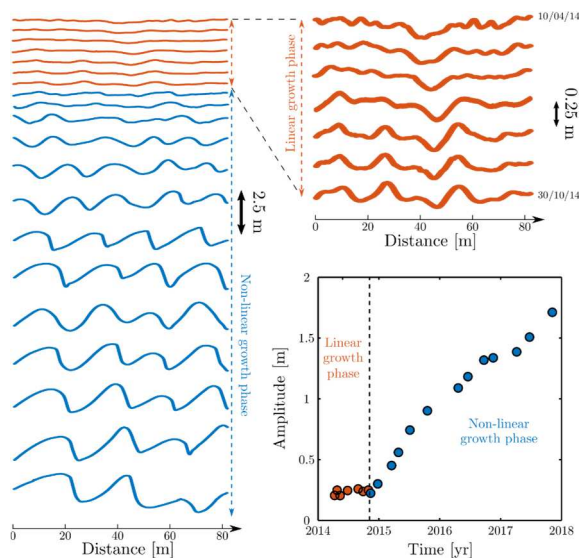 Linear growth phase
2.5 m
Non-linear growth phase
0 20 40 60 80
Distance [m]
10/04/14
0.25 m
30/10/14
0 20 40 60 80
Distance [m]
2
1.5
1
0.5
0
Amplitude [m]
Linear
growth
phase
Non-linear
growth phase
2014 2015 2016 2017 2018
Time [yr]